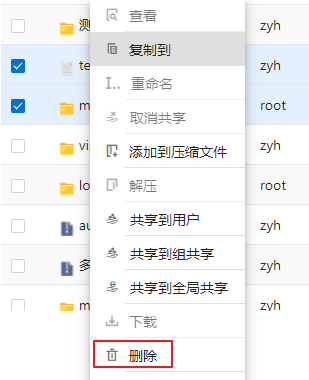 查看
测 zyh
复制到
te zyh
重命名
m root
取消共享
vi 添加到压缩文件 zyh
解压
lo root
au 共享到用户 zyh
共享到组共享
多 zyh
共享到全局共享
m 下载 zyh
删除